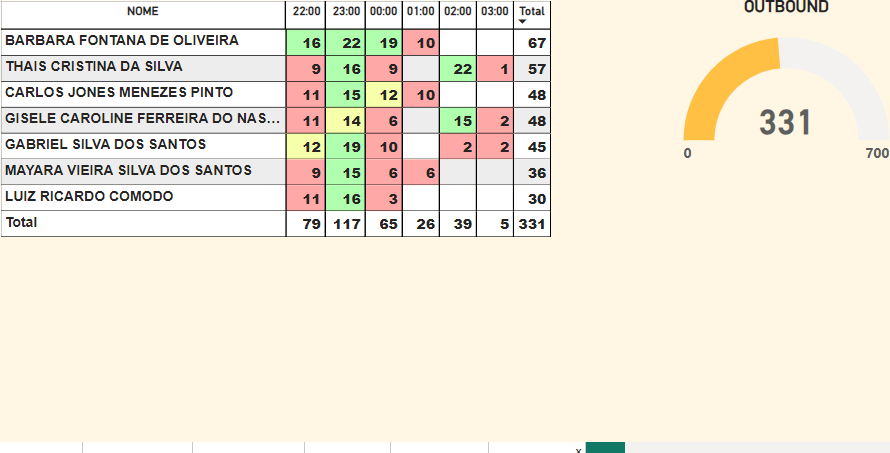 NOME 22:00 23:00 00:00 01:00 02:00 03:00 Total
BARBARA FONTANA DE OLIVEIRA 16 22 19 10 67
THAIS CRISTINA DA SILVA 9 16 9 22 1 57
CARLOS JONES MENEZES PINTO 11 15 12 10 48
GISELE CAROLINE FERREIRA DO NAS... 11 14 6 15 2 48
GABRIEL SILVA DOS SANTOS 12 19 10 2 2 45
MAYARA VIEIRA SILVA DOS SANTOS 9 15 6 6 36
LUIZ RICARDO COMODO 11 16 3 30
Total 79 117 65 26 39 5 331
OUTBOUND
331
0 700
x